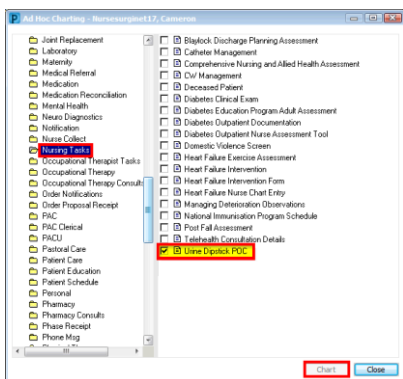 Ad Hoc Charting - Nursesurginet17, Cameron
Joint Replacement
Laboratory
Maternity
Medical Referral
Medication
Medication Reconciliation
Mental Health
Neuro Diagnostics
Notification
Nurse Collect
Nursing Tasks
Occupational Therapist Tasks
Occupational Therapy
Occupational Therapy Consults
Order Notifications
Order Proposal Receipt
PAC
PAC Clerical
PACU
Pastoral Care
Patient Care
Patient Education
Patient Schedule
Personal
Pharmacy
Pharmacy Consults
Phase Receipt
Phone Msg
Blaylock Discharge Planning Assessment
Catheter Management
Comprehensive Nursing and Allied Health Assessment
CW Management
Deceased Patient
Diabetes Clinical Exam
Diabetes Education Program Adult Assessment
Diabetes Outpatient Documentation
Diabetes Outpatient Nurse Assessment Tool
Domestic Violence Screen
Heart Failure Exercise Assessment
Heart Failure Intervention
Heart Failure Intervention Form
Heart Failure Nurse Chart Entry
Managing Deterioration Observations
National Immunisation Program Schedule
Post Fall Assessment
Telehealth Consultation Details
Urine Dipstick POC
Chart
Close